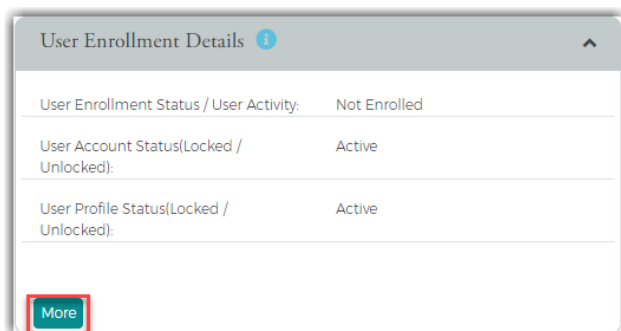 User Enrollment Details
User Enrollment Status / User Activity: Not Enrolled
User Account Status(Locked / Active
Unlocked):
User Profile Status(Locked / Active
Unlocked):
More